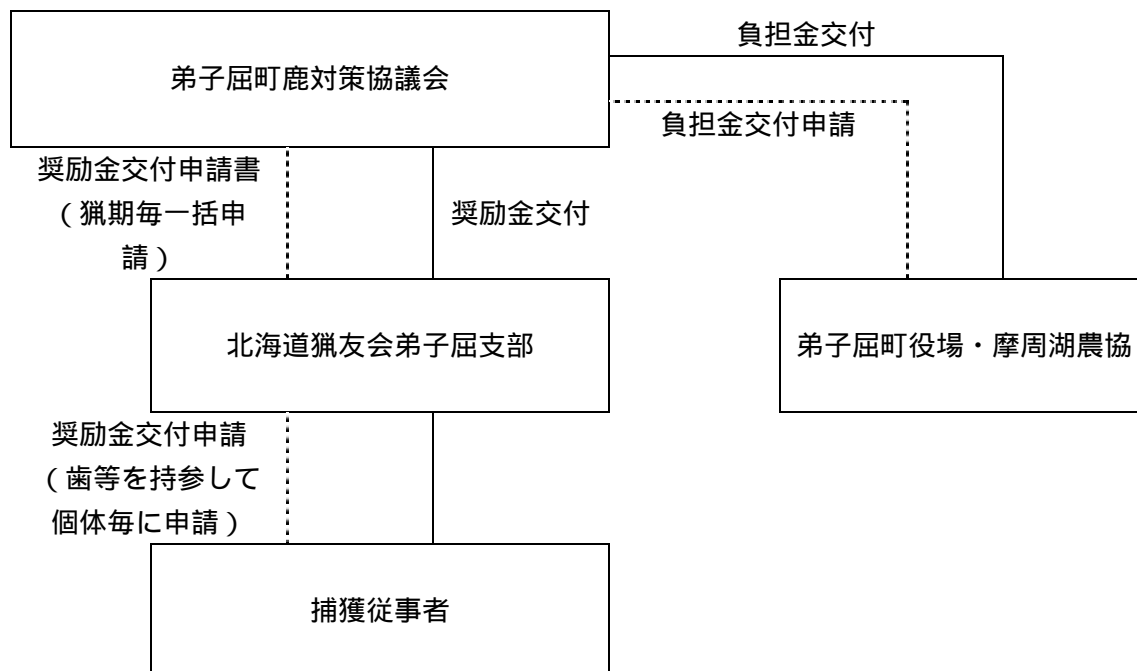 負担金交付
弟子屈町鹿対策協議会
負担金交付申請
奨励金交付申請書
（猟期毎一括申
請）
奨励金交付
北海道猟友会弟子屈支部
弟子屈町役場・摩周湖農協
奨励金交付申請
（歯等を持参して
個体毎に申請）
捕獲従事者